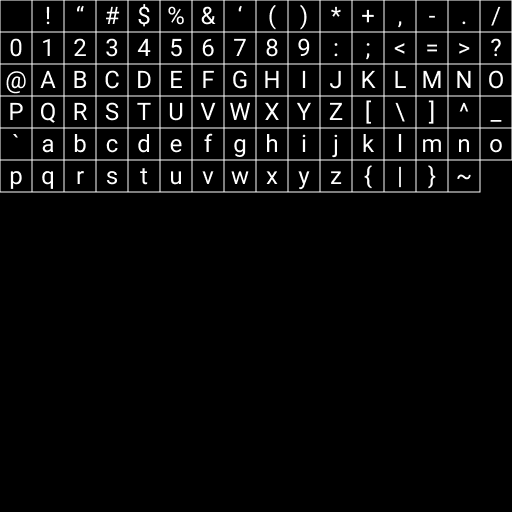 ! “ # $ % & ‘ ( ) * + , - . /
0 1 2 3 4 5 6 7 8 9 : ; < = > ?
@ A B C D E F G H I J K L M N O
P Q R S T U V W X Y Z [ \ ] ^ _
` a b c d e f g h i j k l m n o
p q r s t u v w x y z { | } ~